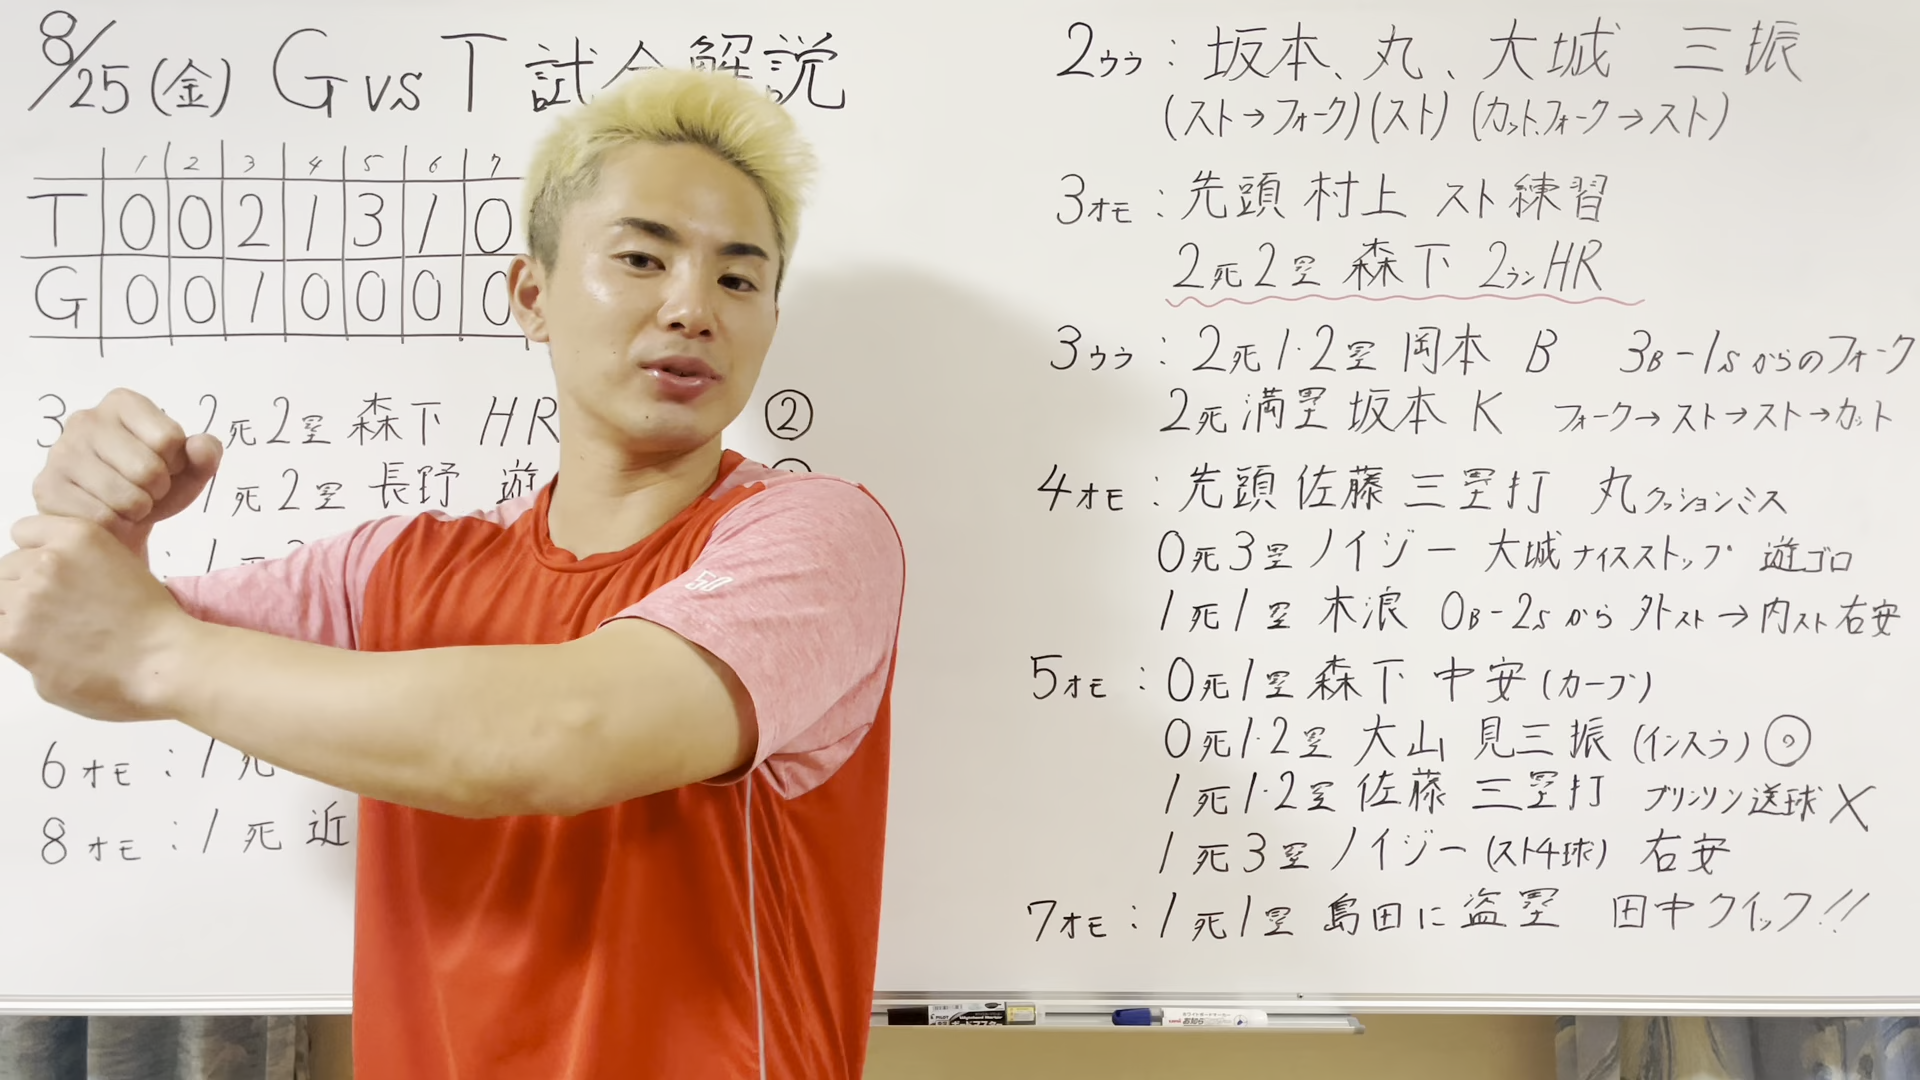 8/25(金) G vs T 試合解説
1 2 3 4 5 6 7
T 0 0 2 1 3 1 0
G 0 0 1 0 0 0 0
3 2死2塁 森下 HR ②
1死2塁 長野 遊
: 1死
6オモ : 1死
8オモ : 1死 近
50
2ウラ : 坂本、丸、大城 三振
(スト→フォーク)(スト)(カット、フォーク→スト)
3オモ : 先頭 村上 スト練習
2死2塁 森下 2ランHR
3ウラ : 2死1・2塁 岡本 B 3B-1Sからのフォーク
2死満塁 坂本 K フォーク→スト→スト→カット
4オモ : 先頭 佐藤 三塁打 丸クッションミス
0死3塁 ノイジー 大城ナイスストップ 遊ゴロ
1死1塁 木浪 0B-2Sから 外スト→内スト右安
5オモ : 0死1塁 森下 中安(カーブ)
0死1・2塁 大山 見三振(インスラ)
1死1・2塁 佐藤 三塁打 ブリンソン送球X
1死3塁 ノイジー(スト4球) 右安
7オモ : 1死1塁 島田に盗塁 田中クイック!!